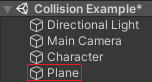 Collision Example*
Directional Light
Main Camera
Character
Plane